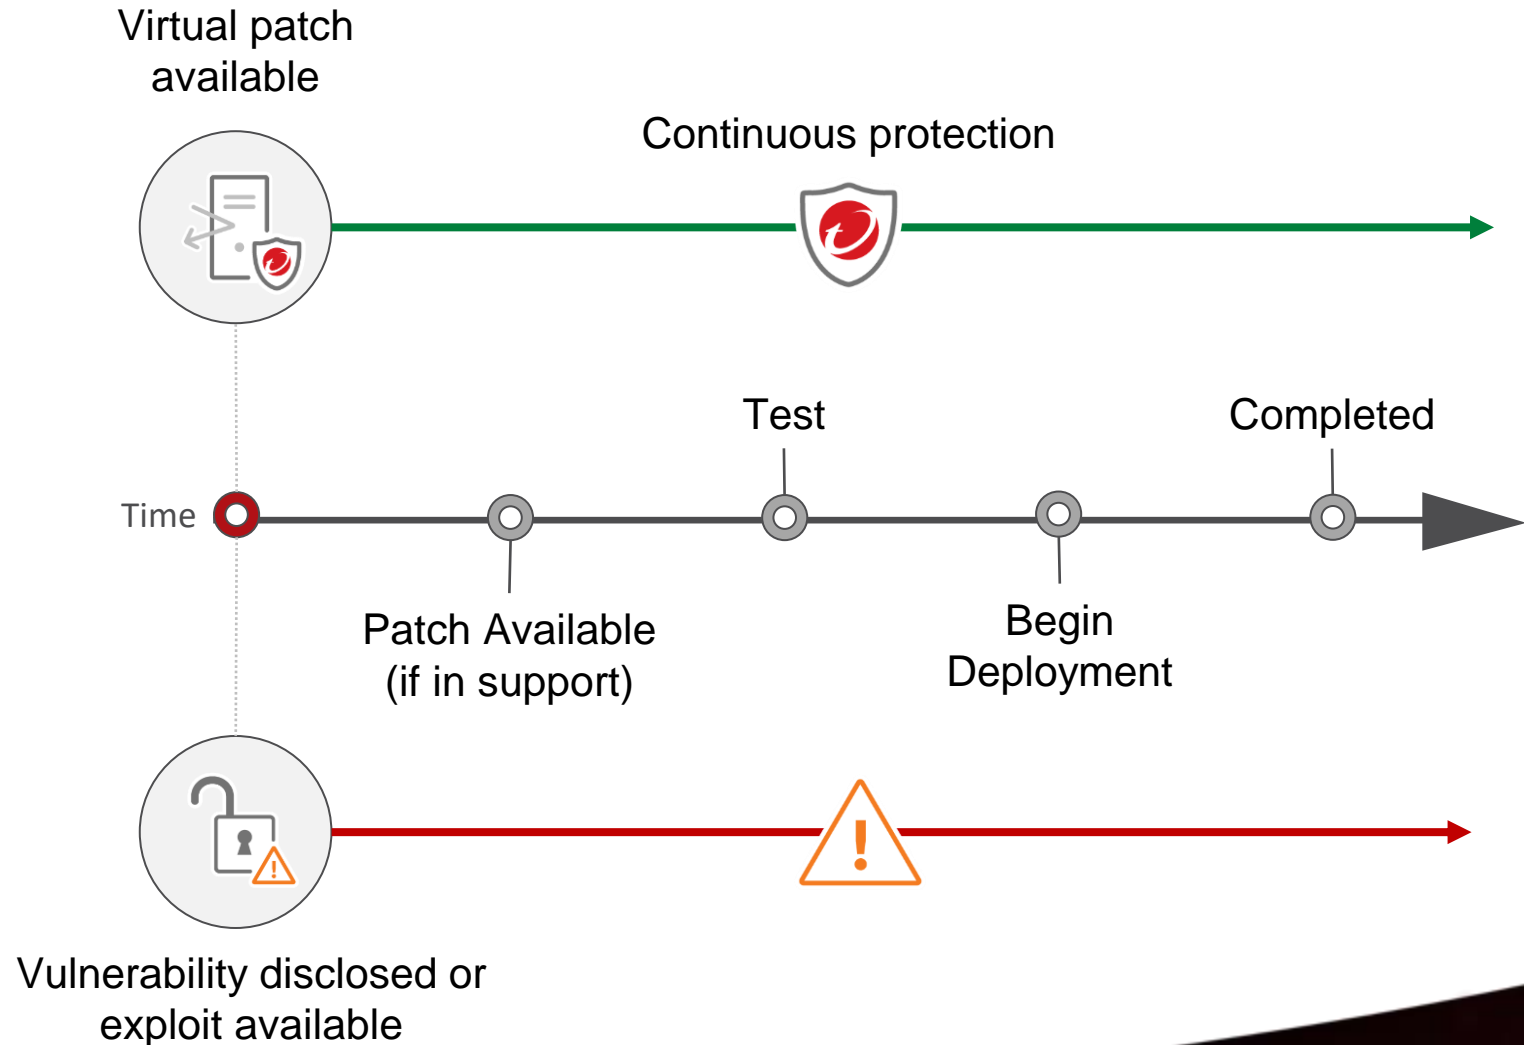 Virtual patch
available
Continuous protection
Test
Completed
Time
Patch Available
(if in support)
Begin
Deployment
Vulnerability disclosed or
exploit available